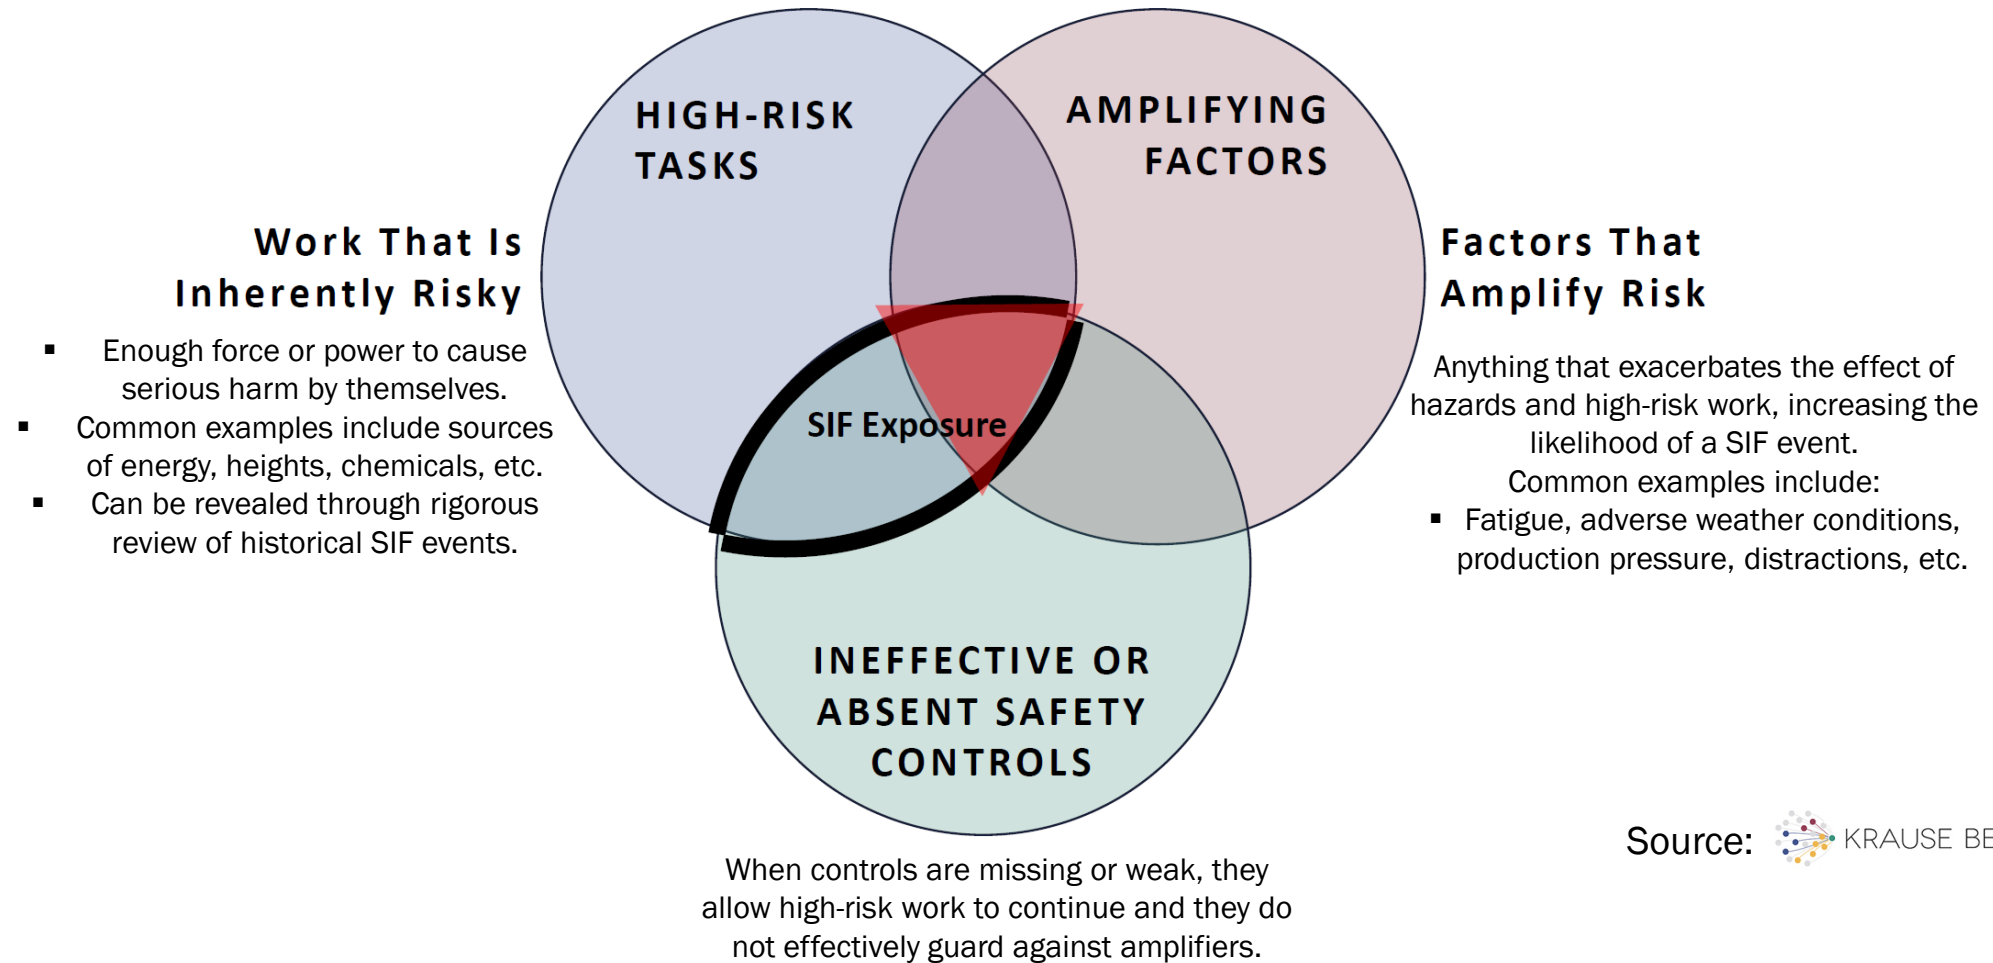 HIGH-RISK
TASKS
AMPLIFYING
FACTORS
Work That Is
Inherently Risky
▪ Enough force or power to cause
serious harm by themselves.
▪ Common examples include sources
of energy, heights, chemicals, etc.
▪ Can be revealed through rigorous
review of historical SIF events.
Factors That
Amplify Risk
Anything that exacerbates the effect of
hazards and high-risk work, increasing the
likelihood of a SIF event.
Common examples include:
▪ Fatigue, adverse weather conditions,
production pressure, distractions, etc.
SIF Exposure
INEFFECTIVE OR
ABSENT SAFETY
CONTROLS
When controls are missing or weak, they
allow high-risk work to continue and they do
not effectively guard against amplifiers.
Source: KRAUSE BE